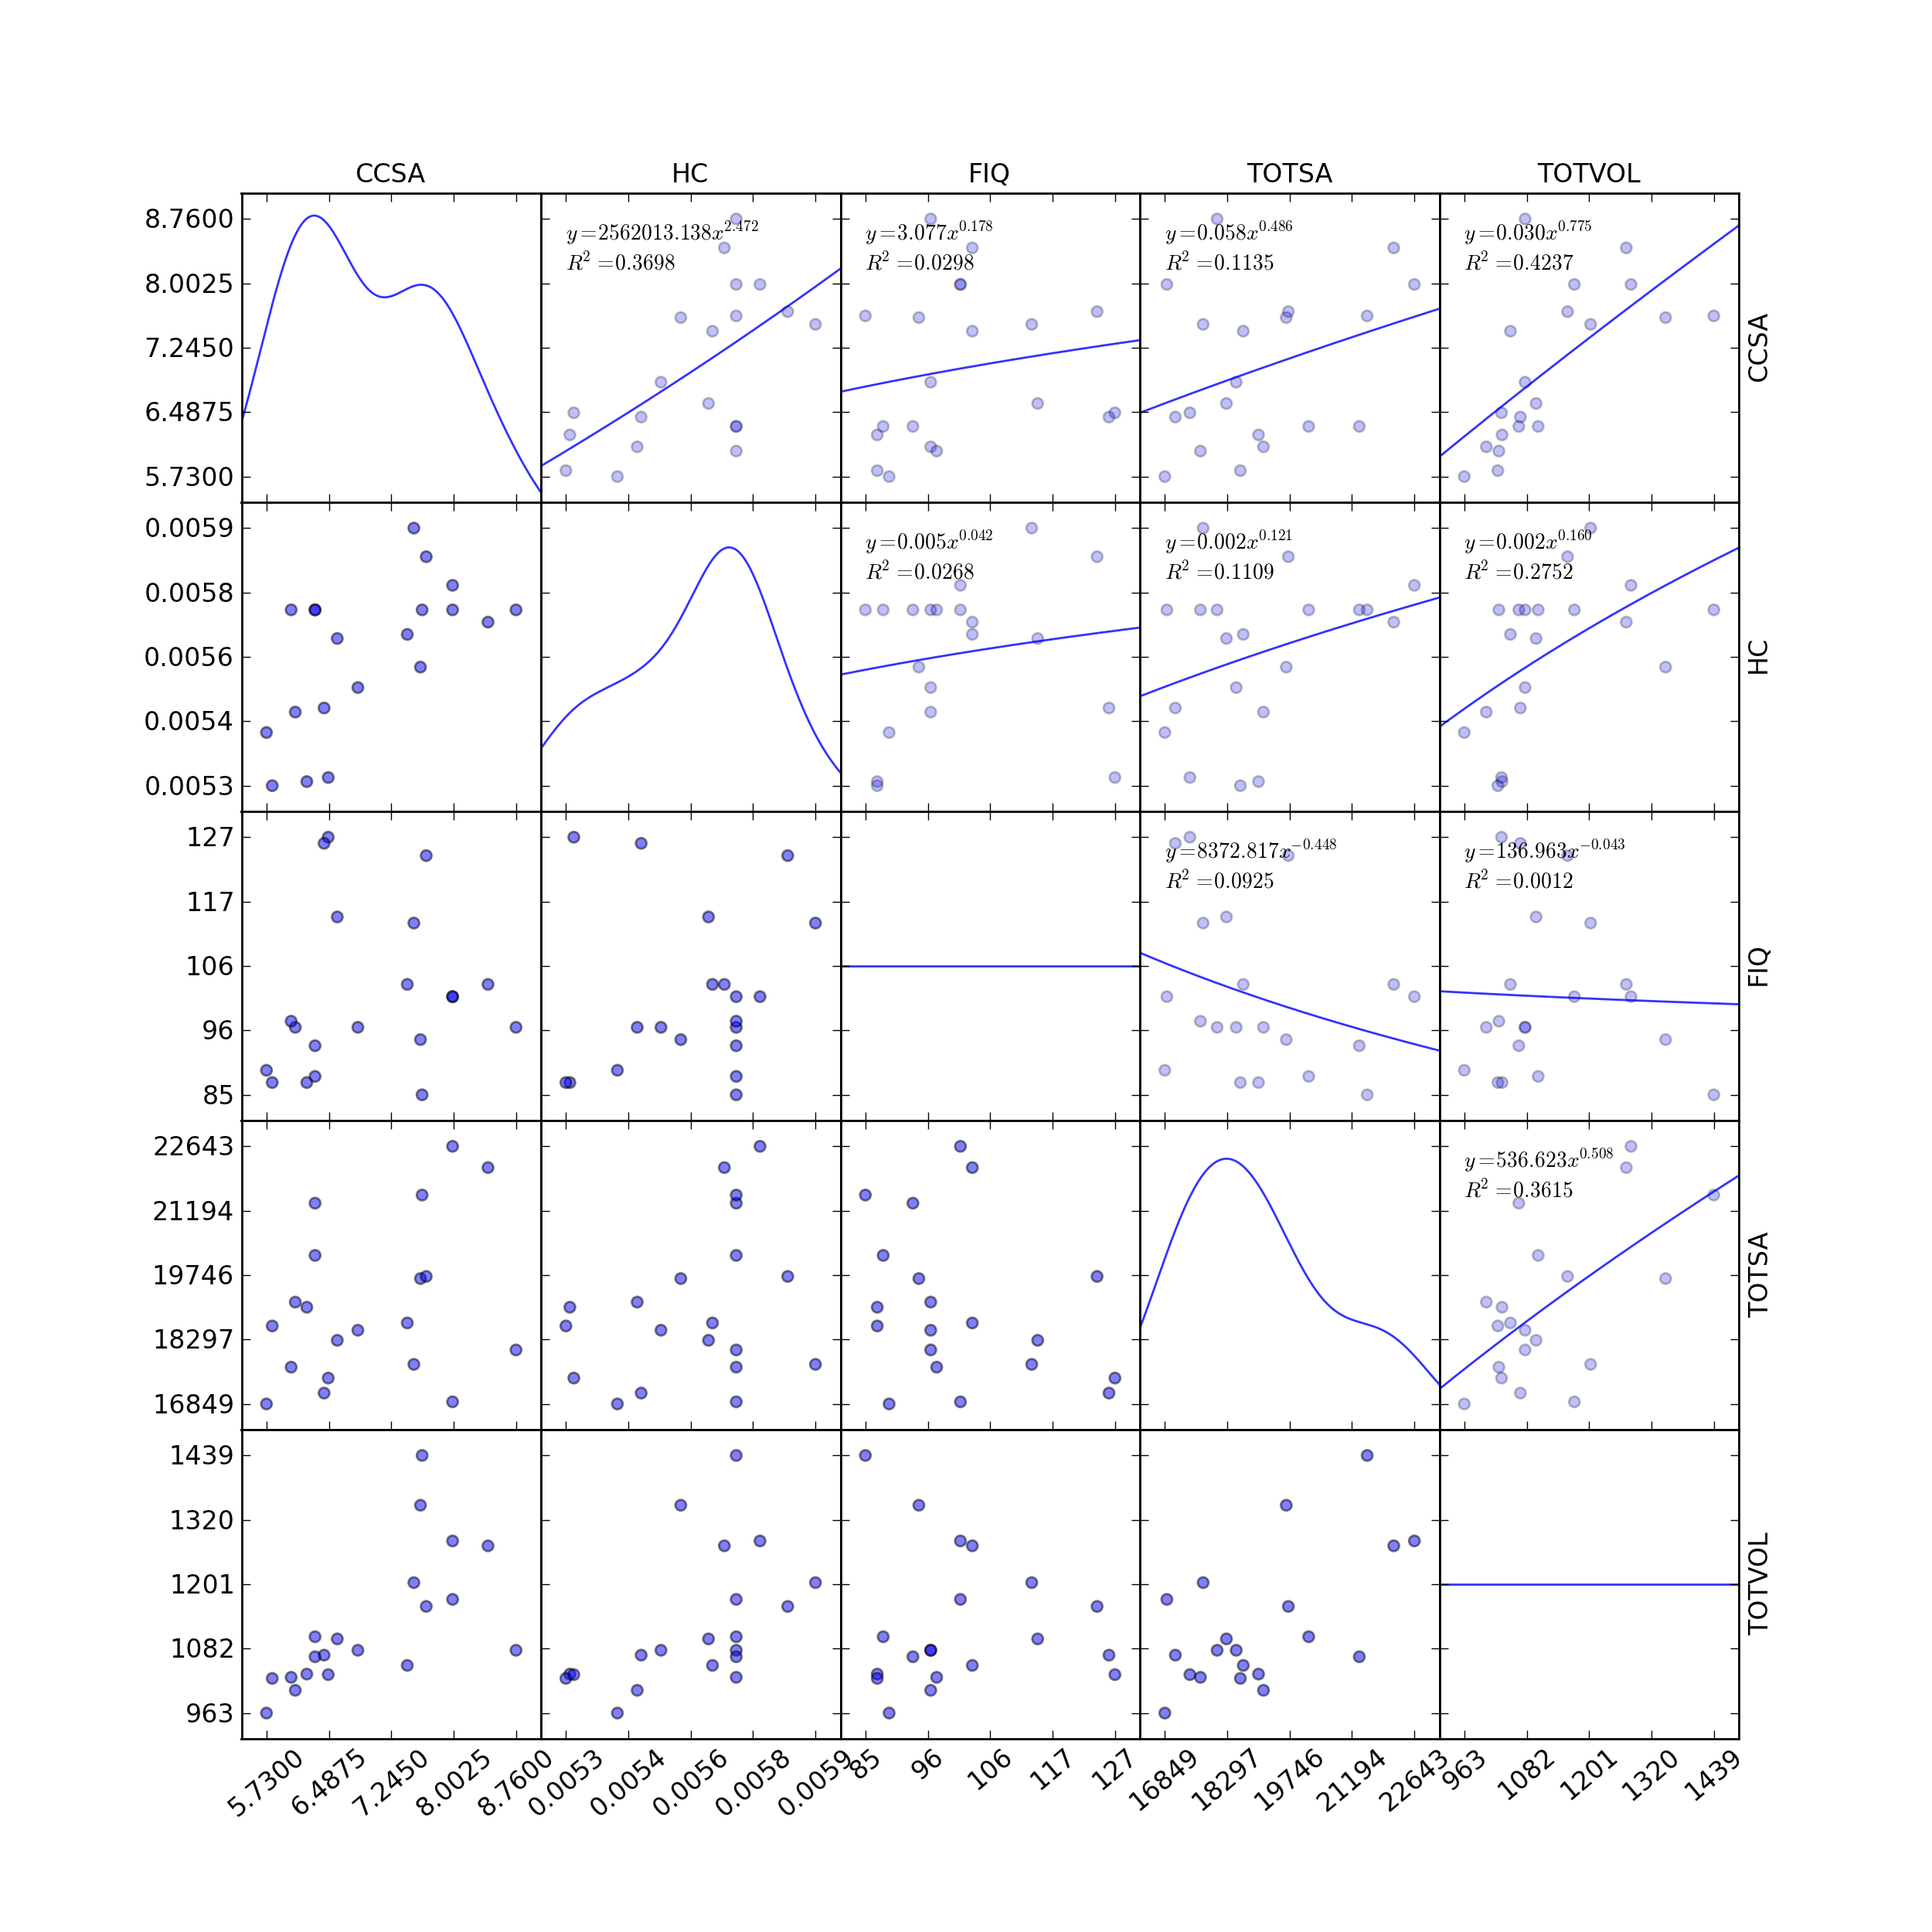 CCSA HC FIQ TOTSA TOTVOL
8.7600
8.0025
7.2450
6.4875
5.7300
y=2562013.138x^2.472
R^2 =0.3698
y=3.077x^0.178
R^2 =0.0298
y=0.058x^0.486
R^2 =0.1135
y=0.030x^0.775
R^2 =0.4237
CCSA
0.0059
0.0058
0.0056
0.0054
0.0053
y=0.005x^0.042
R^2 =0.0268
y=0.002x^0.121
R^2 =0.1109
y=0.002x^0.160
R^2 =0.2752
HC
127
117
106
96
85
y=8372.817x^−0.448
R^2 =0.0925
y=136.963x^−0.043
R^2 =0.0012
FIQ
22643
21194
19746
18297
16849
y=536.623x^0.508
R^2 =0.3615
TOTSA
1439
1320
1201
1082
963
TOTVOL
5.7300 6.4875 7.2450 8.0025 8.7600 0.0053 0.0054 0.0056 0.0058 0.0059 85 96 106 117 127 16849 18297 19746 21194 22643 963 1082 1201 1320 1439